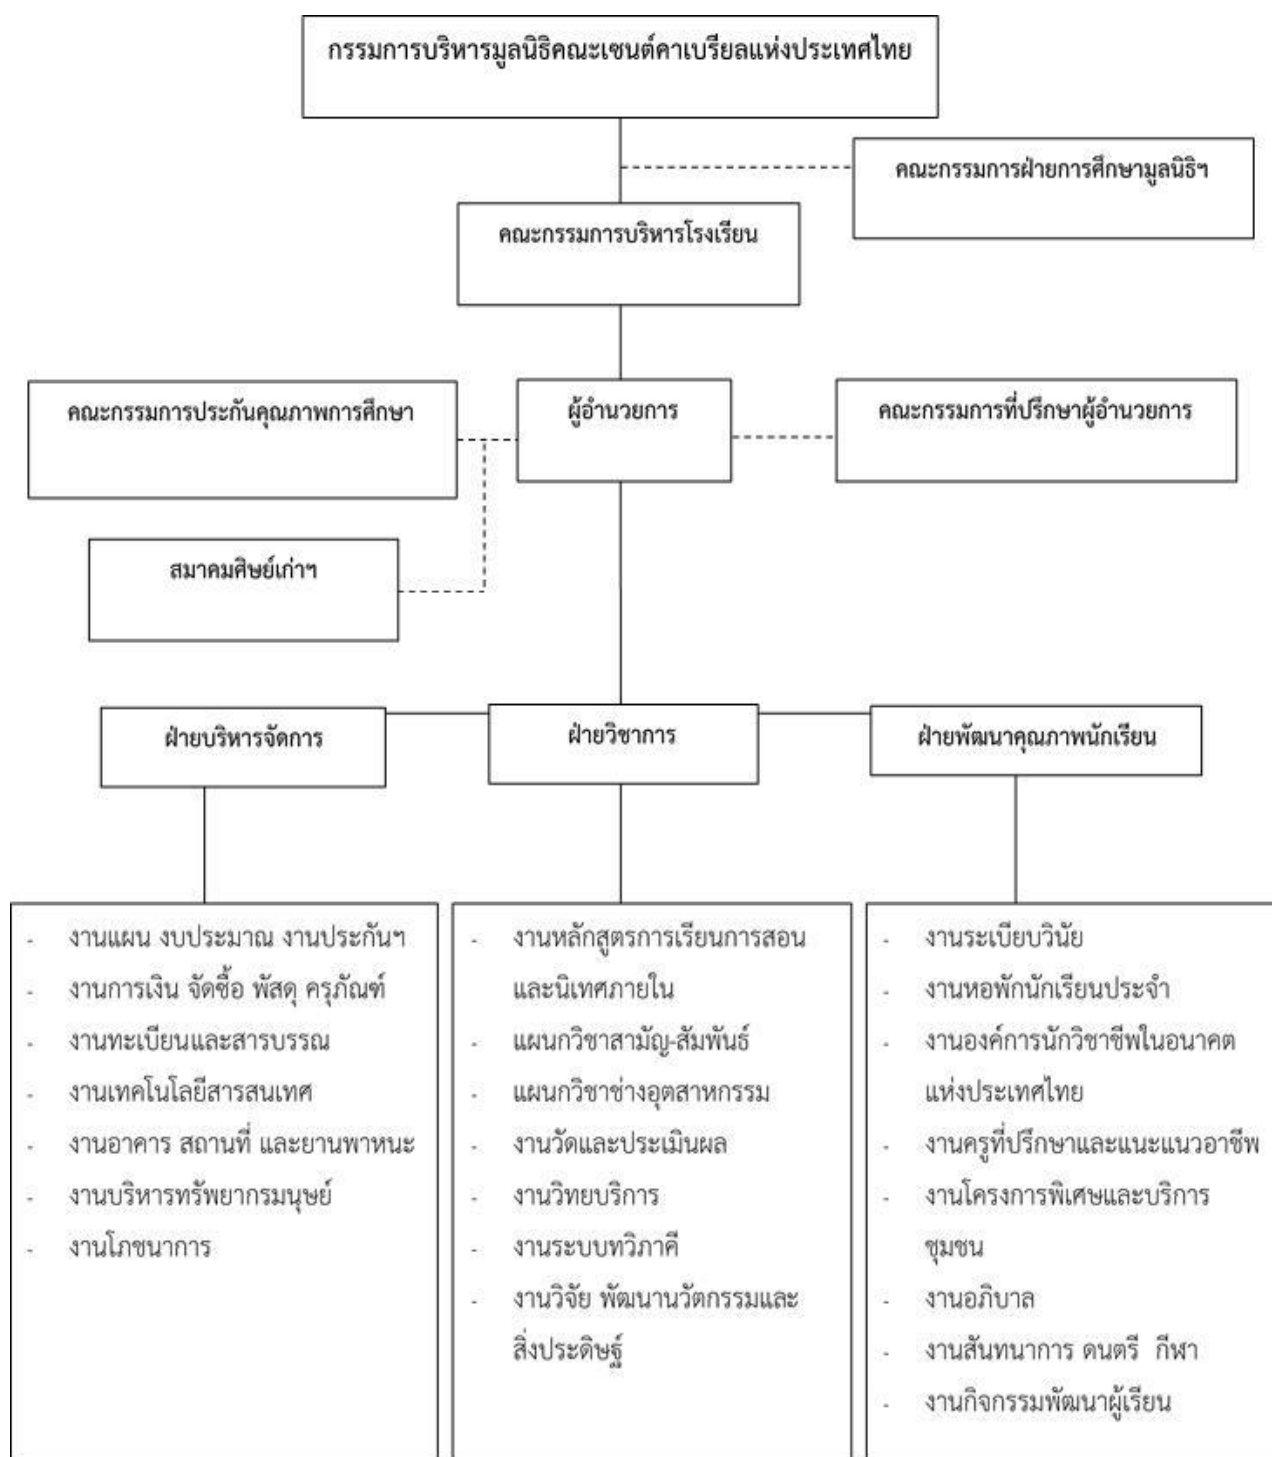 กรรมการบริหารมูลนิธิคณะเซนต์คาเบรียลแห่งประเทศไทย
คณะกรรมการฝ่ายการศึกษามูลนิธิฯ
คณะกรรมการบริหารโรงเรียน
คณะกรรมการประกันคุณภาพการศึกษา
ผู้อำนวยการ
คณะกรรมการที่ปรึกษาผู้อำนวยการ
สมาคมศิษย์เก่าฯ
ฝ่ายบริหารจัดการ
ฝ่ายวิชาการ
ฝ่ายพัฒนาคุณภาพนักเรียน
- งานแผน งบประมาณ งานประกันฯ
- งานการเงิน จัดซื้อ พัสดุ ครุภัณฑ์
- งานทะเบียนและสารบรรณ
- งานเทคโนโลยีสารสนเทศ
- งานอาคาร สถานที่ และยานพาหนะ
- งานบริหารทรัพยากรมนุษย์
- งานโภชนาการ
- งานหลักสูตรการเรียนการสอน
และนิเทศภายใน
- แผนกวิชาสามัญ-สัมพันธ์
- แผนกวิชาช่างอุตสาหกรรม
- งานวัดและประเมินผล
- งานวิทยบริการ
- งานระบบทวิภาคี
- งานวิจัย พัฒนานวัตกรรมและ
สิ่งประดิษฐ์
- งานระเบียบวินัย
- งานหอพักนักเรียนประจำ
- งานองค์การนักวิชาชีพในอนาคต
แห่งประเทศไทย
- งานครูที่ปรึกษาและแนะแนวอาชีพ
- งานโครงการพิเศษและบริการ
ชุมชน
- งานอภิบาล
- งานสันทนาการ ดนตรี กีฬา
- งานกิจกรรมพัฒนาผู้เรียน